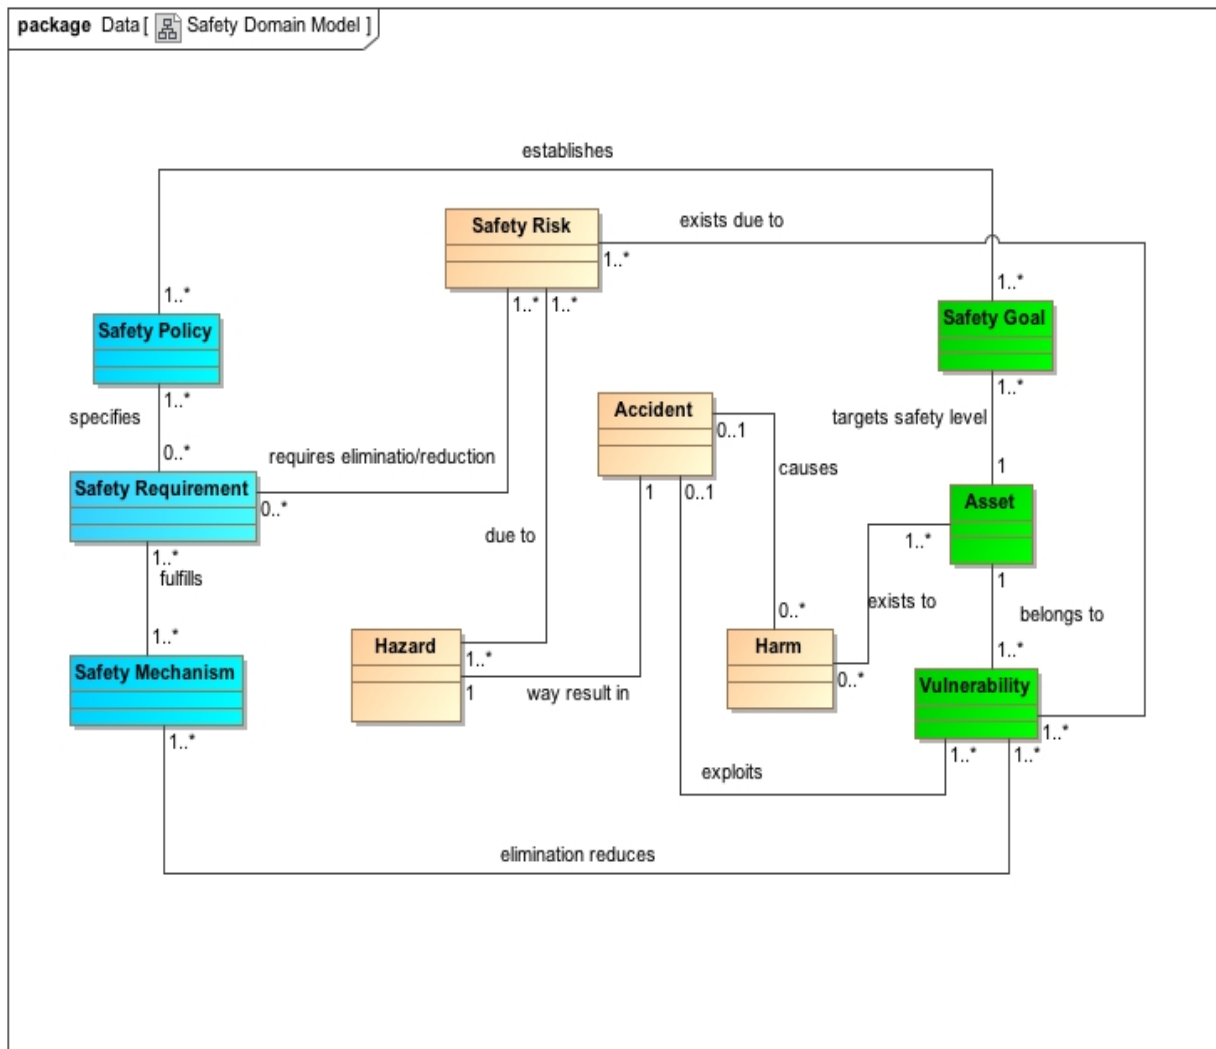 package Data [ Safety Domain Model ]
establishes
Safety Risk
exists due to
1..*
1..*
1..*
1..*
1..*
Safety Policy
Safety Goal
1..*
1..*
specifies
Accident
0..1
targets safety level
0..*
requires eliminatio/reduction
causes
1
Safety Requirement
0..*
1
0..1
Asset
due to
1..*
1..*
fulfills
1
exists to
0..*
belongs to
1..*
Hazard
1..*
Harm
1..*
Safety Mechanism
0..*
1
way result in
Vulnerability
1..*
1..*
1..*
1..*
exploits
elimination reduces